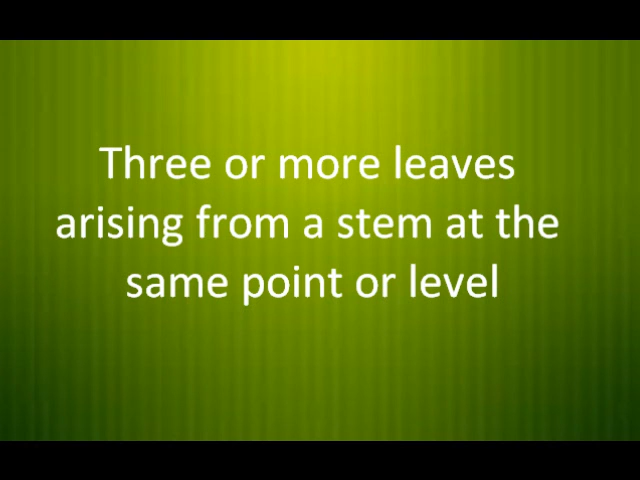 Three or more leaves
arising from a stem at the
same point or level